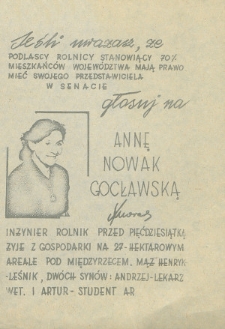 Jeśli uważasz, że
PODLASCY ROLNICY STANOWIĄCY 70%
MIESZKAŃCÓW WOJEWÓDZTWA MAJĄ PRAWO
MIEĆ SWOJEGO PRZEDSTAWICIELA
W SENACIE
głosuj na
ANNĘ
NOWAK
GOCŁAWSKĄ
INŻYNIER ROLNIK PRZED PIĘĆDZIESIĄTKĄ
ŻYJE Z GOSPODARKI NA 27-HEKTAROWYM
AREALE POD MIĘDZYRZECEM, MĄŻ HENRYK
-LEŚNIK, DWÓCH SYNÓW: ANDRZEJ-LEKARZ
WET. I ARTUR- STUDENT AR